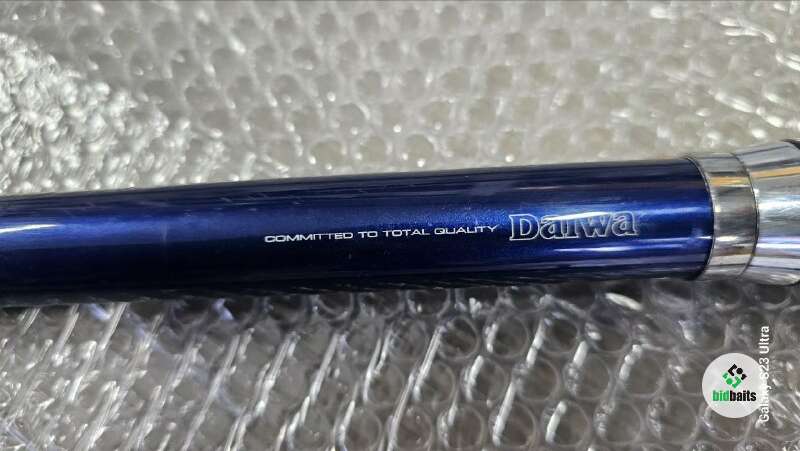 COMMITTED TO TOTAL QUALITY Daiwa
bidbaits
Galaxy S23 Ultra